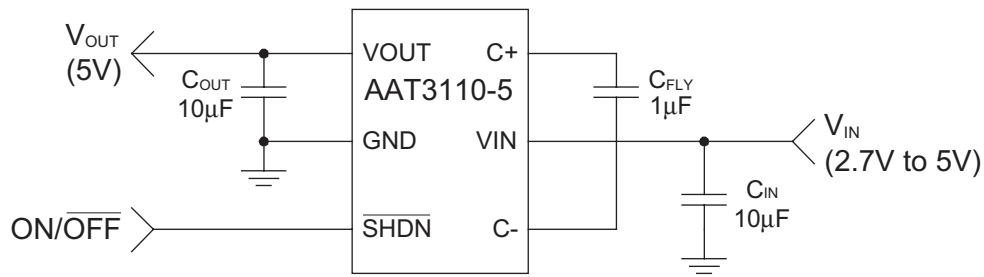 VOUT
(5V)
COUT
10μF
VOUT
C+
AAT3110-5
GND
VIN
SHDN
C-
CFLY
1μF
VIN
(2.7V to 5V)
CIN
10μF
ON/OFF